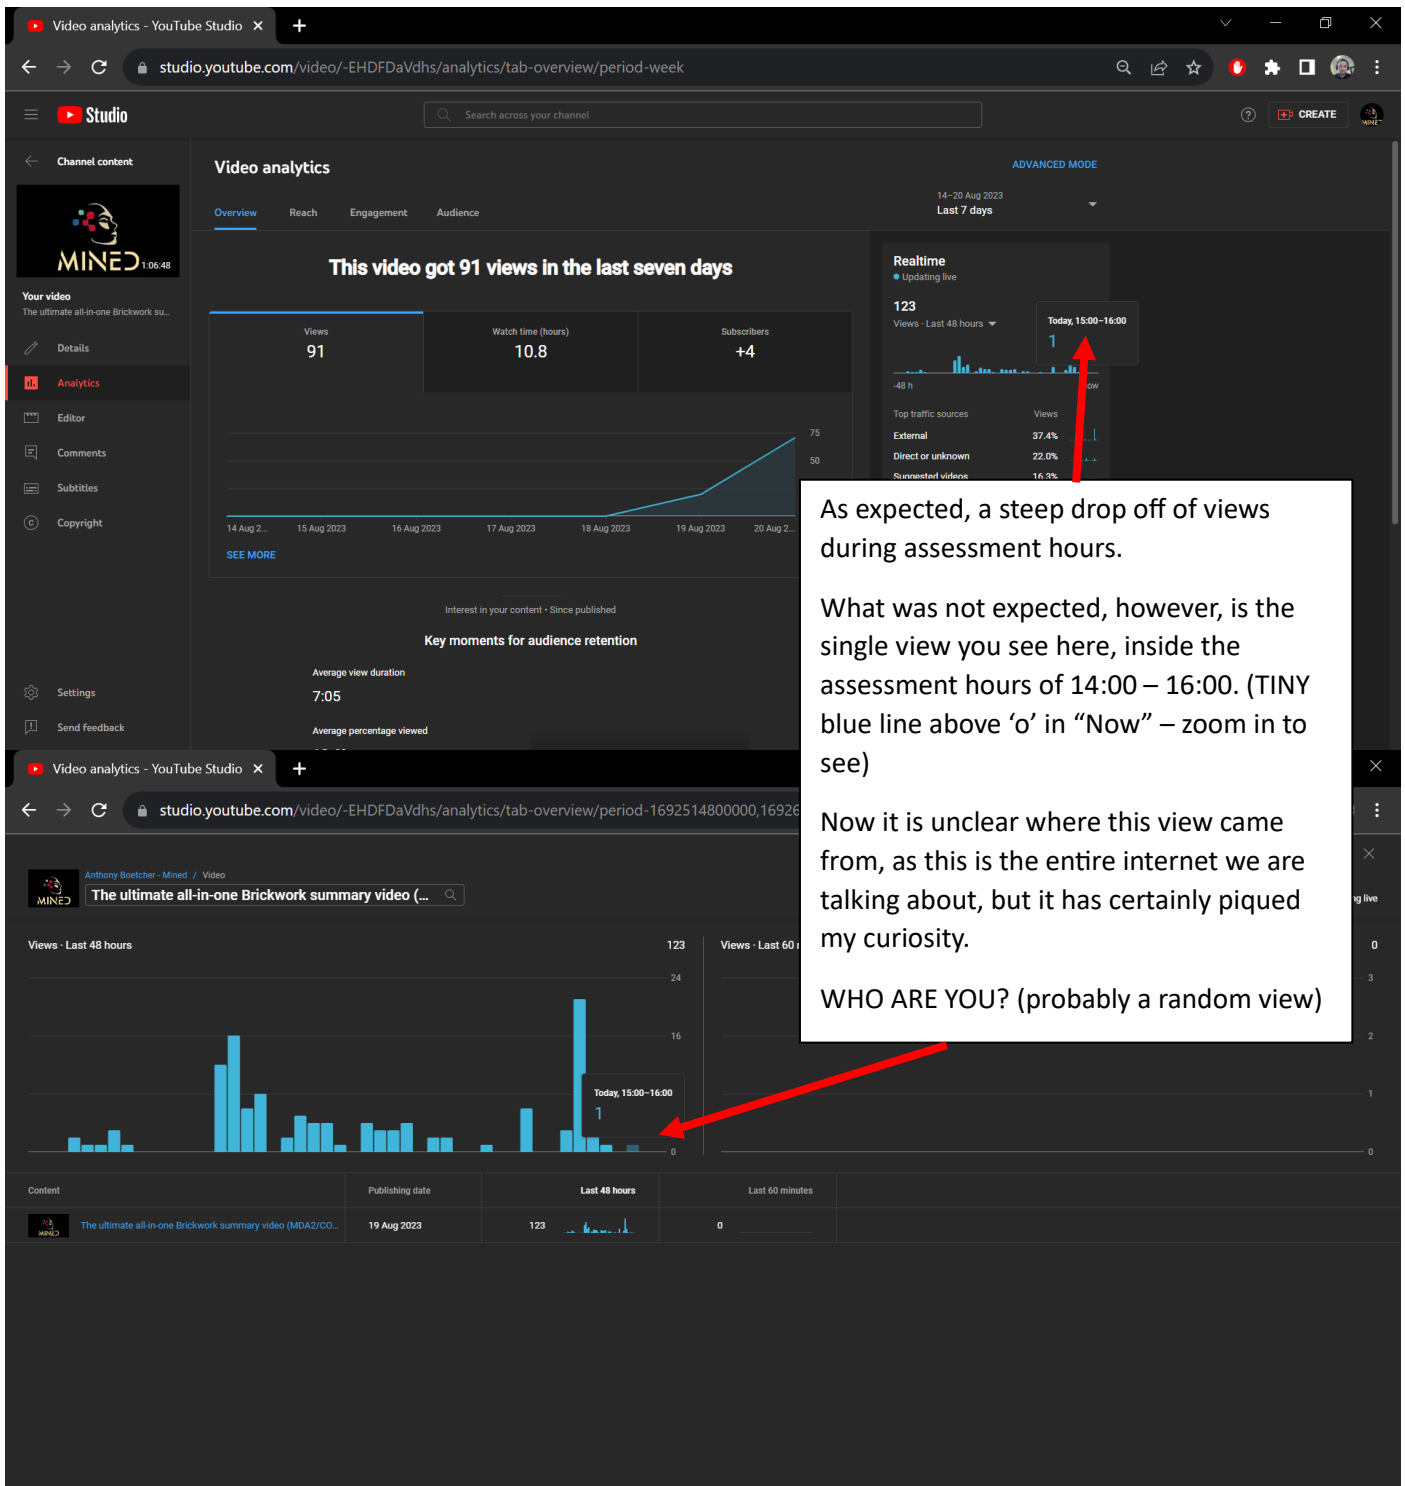 Video analytics - YouTube Studio
studio.youtube.com/video/-EHDFDaVdhs/analytics/tab-overview/period-week
Studio
Search across your channel
CREATE
Channel content
MINED
1:06:48
Your video
The ultimate all-in-one Brickwork su...
Details
Analytics
Editor
Comments
Subtitles
Copyright
Settings
Send feedback
Video analytics
ADVANCED MODE
Overview Reach Engagement Audience
14–20 Aug 2023
Last 7 days
This video got 91 views in the last seven days
Views
91
Watch time (hours)
10.8
Subscribers
+4
75
50
14 Aug 2... 15 Aug 2023 16 Aug 2023 17 Aug 2023 18 Aug 2023 19 Aug 2023 20 Aug 2...
SEE MORE
Interest in your content • Since published
Key moments for audience retention
Average view duration
7:05
Average percentage viewed
Realtime
Updating live
123
Views · Last 48 hours
Today, 15:00–16:00
1
-48 h
Top traffic sources Views
External 37.4%
Direct or unknown 22.0%
Suggested videos 16.3%
As expected, a steep drop off of views
during assessment hours.
What was not expected, however, is the
single view you see here, inside the
assessment hours of 14:00 – 16:00. (TINY
blue line above ‘o’ in “Now” – zoom in to
see)
Now it is unclear where this view came
from, as this is the entire internet we are
talking about, but it has certainly piqued
my curiosity.
WHO ARE YOU? (probably a random view)
Video analytics - YouTube Studio
studio.youtube.com/video/-EHDFDaVdhs/analytics/tab-overview/period-1692514800000,16926
MINED
Anthony Boetcher - Mined / Video
The ultimate all-in-one Brickwork summary video (...
ng live
Views · Last 48 hours 123
24
16
Today, 15:00–16:00
1
0
Views · Last 60 0
3
2
1
0
Content Publishing date Last 48 hours Last 60 minutes
MINED
The ultimate all-in-one Brickwork summary video (MDA2/CO... 19 Aug 2023 123 0